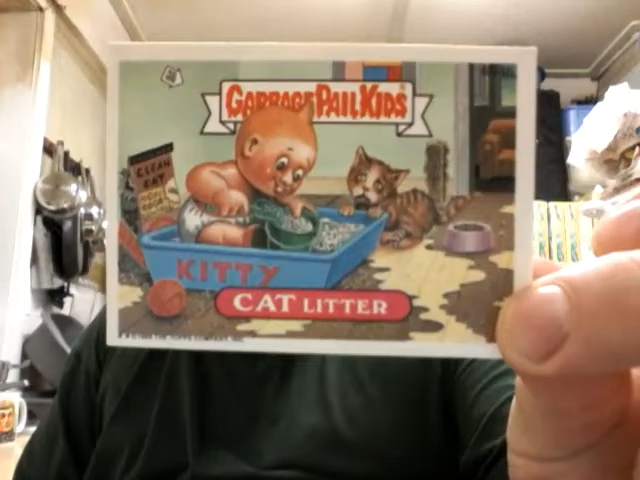 GARBAGE PAIL KIDS
CLEAN
CAT
KITTY
CAT LITTER